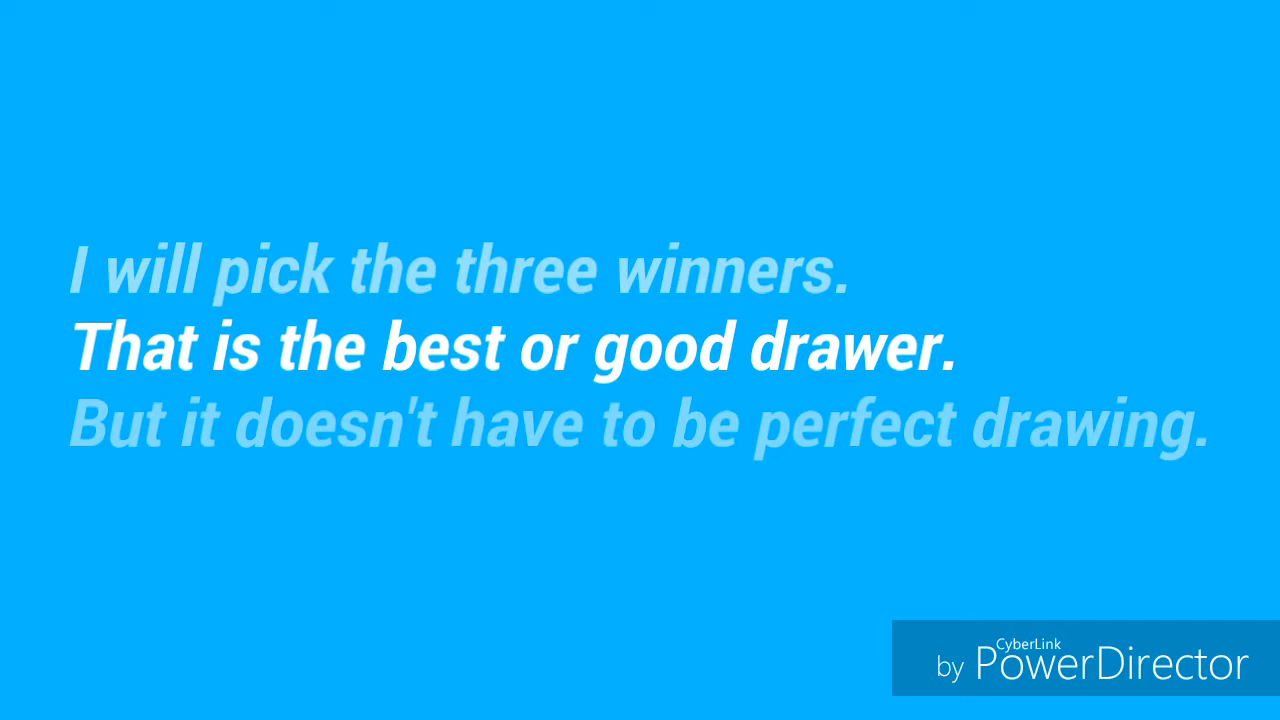 I will pick the three winners.
That is the best or good drawer.
But it doesn't have to be perfect drawing.
CyberLink
by PowerDirector